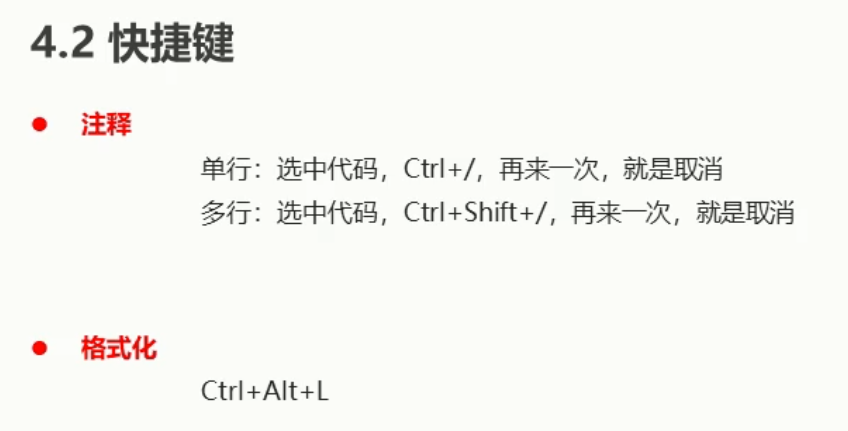 4.2 快捷键
● 注释
单行：选中代码，Ctrl+/，再来一次，就是取消
多行：选中代码，Ctrl+Shift+/，再来一次，就是取消
● 格式化
Ctrl+Alt+L